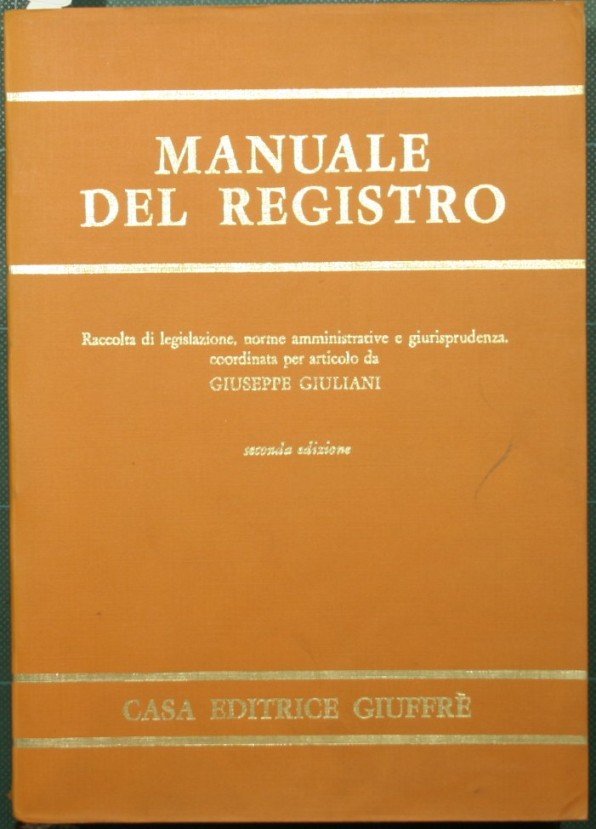 MANUALE
DEL REGISTRO
Raccolta di legislazione, norme amministrative e giurisprudenza,
coordinata per articolo da
GIUSEPPE GIULIANI
seconda edizione
CASA EDITRICE GIUFFRÈ